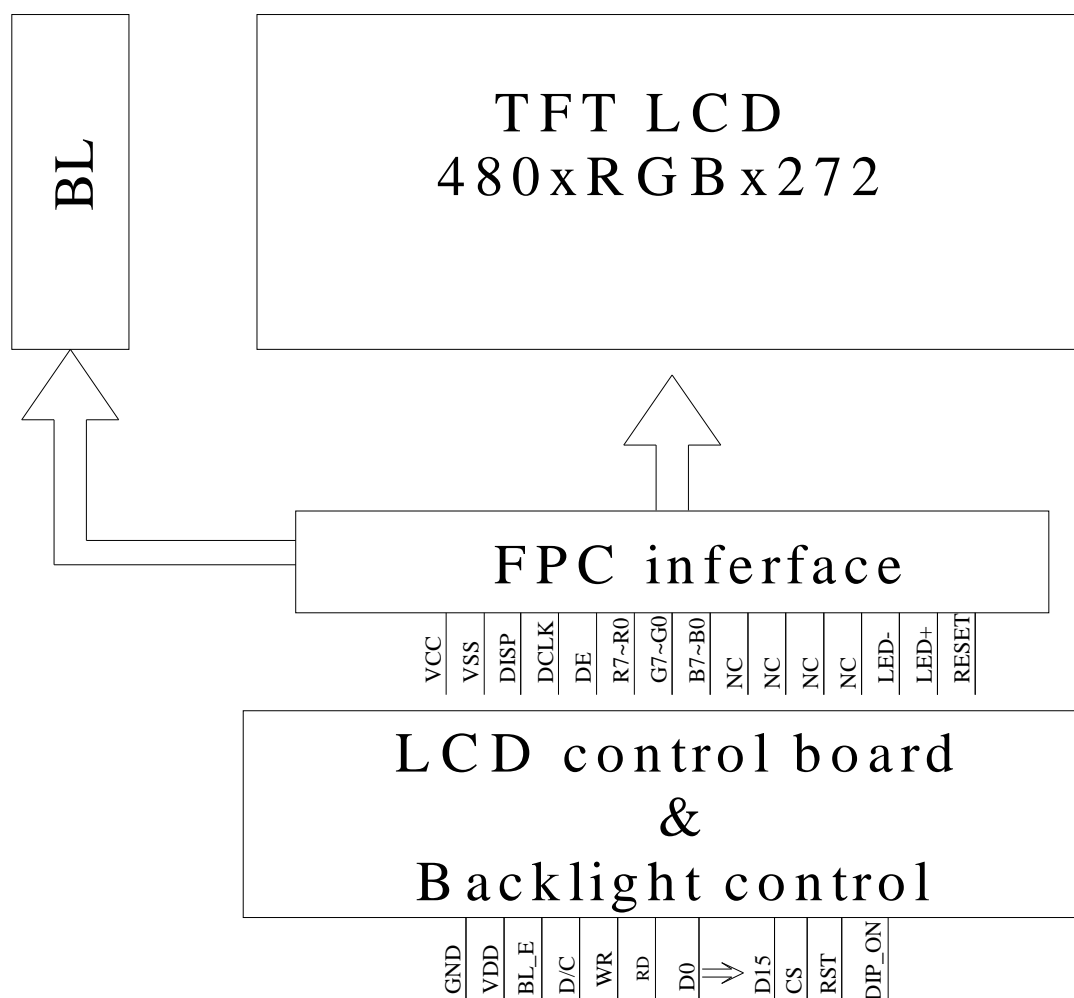 BL
TFT LCD
480xRGBx272
FPC inferface
VCC
VSS
DISP
DCLK
DE
R7~R0
G7~G0
B7~B0
NC
NC
NC
NC
LED-
LED+
RESET
LCD control board
&
Backlight control
GND
VDD
BL_E
D/C
WR
RD
D0
D15
CS
RST
DIP_ON